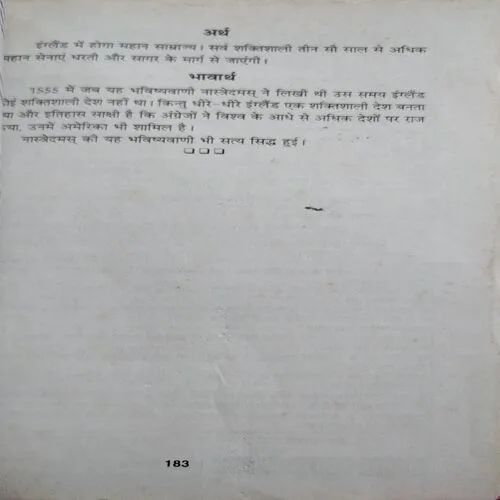 अर्थ
इंग्लैंड में होगा महान साम्राज्य। सर्व शक्तिशाली तीन सौ साल से अधिक
महान सेनाएं धरती और सागर के मार्ग से जाएंगी।
भावार्थ
1555 में जब यह भविष्यवाणी नास्त्रेदमस् ने लिखी थी उस समय इंग्लैंड
ोई शक्तिशाली देश नहीं था। किन्तु धीरे-धीरे इंग्लैंड एक शक्तिशाली देश बनता
या और इतिहास साक्षी है कि अंग्रेजों ने विश्व के आधे से अधिक देशों पर राज
कया, उनमें अमेरिका भी शामिल है।
नास्त्रेदमस् की यह भविष्यवाणी भी सत्य सिद्ध हुई।
❑❑❑
183